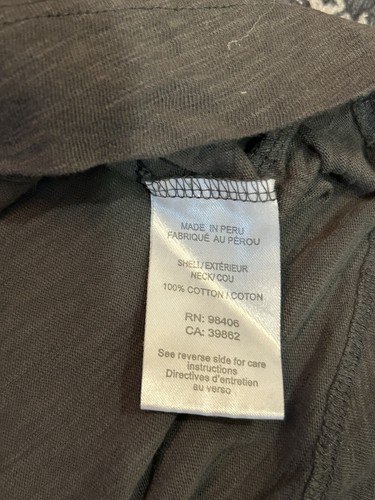 MADE IN PERU
FABRIQUÉ AU PÉROU
SHELL/EXTÉRIEUR
NECK/COU
100% COTTON / COTON
RN: 98406
CA: 39862
See reverse side for care
instructions
Directives d'entretien
au verso